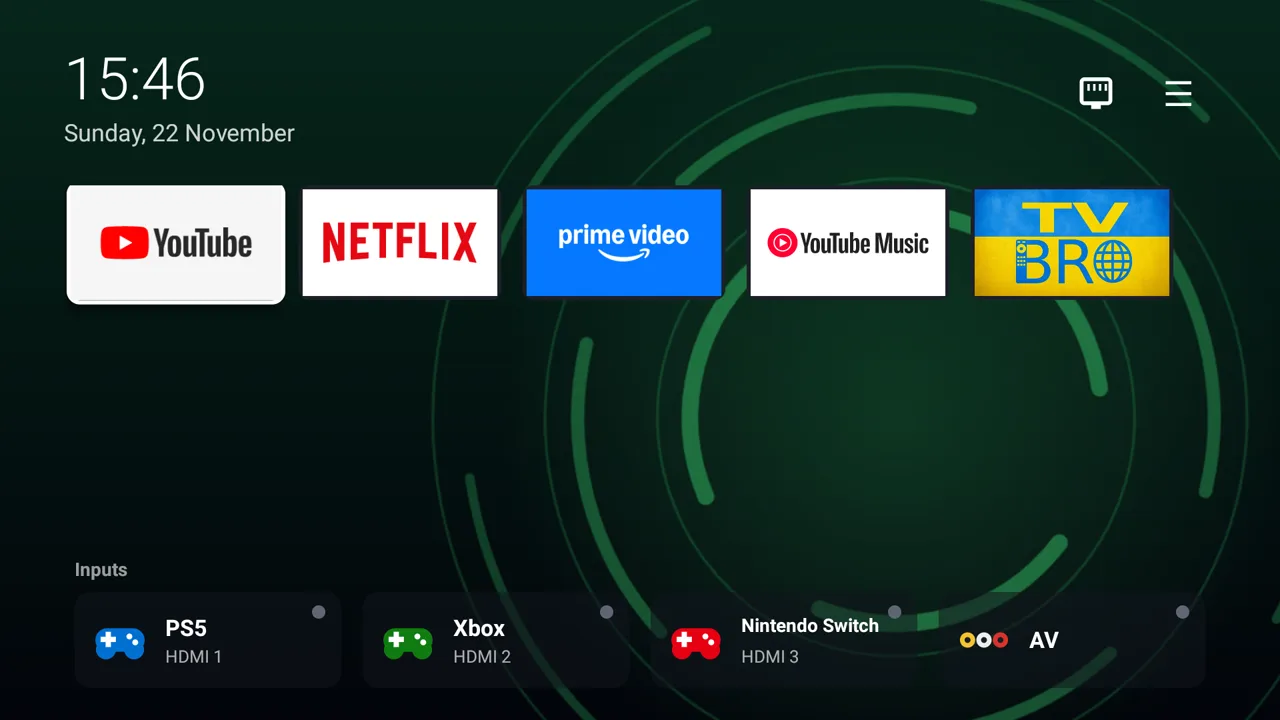 15:46
Sunday, 22 November
YouTube
NETFLIX
prime video
YouTube Music
TV
BRO
Inputs
PS5
HDMI 1
Xbox
HDMI 2
Nintendo Switch
HDMI 3
AV